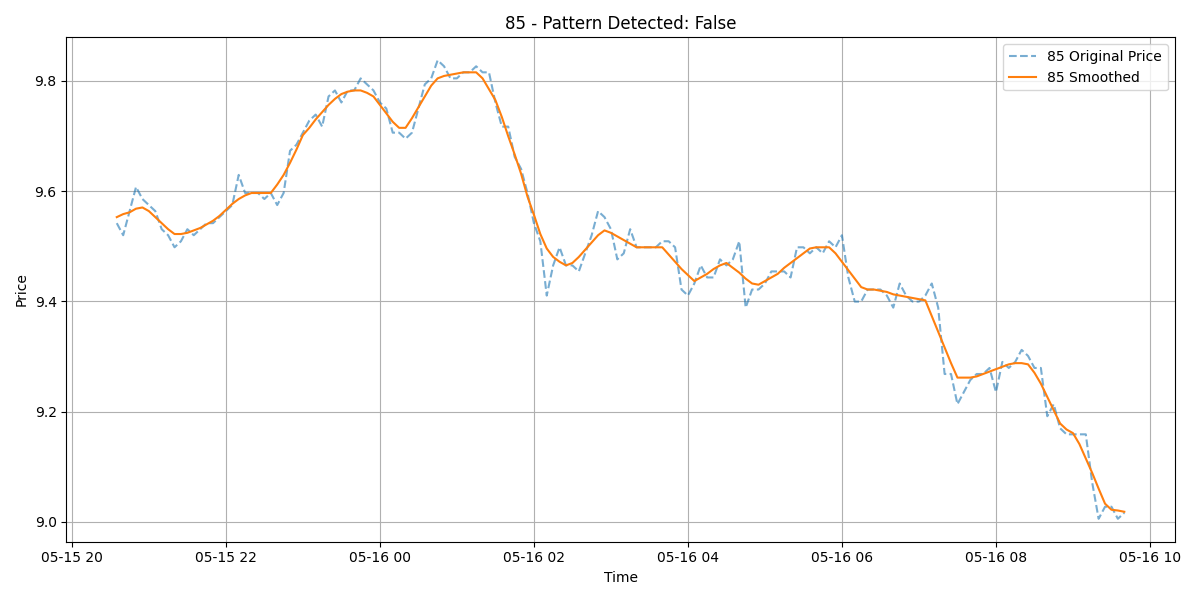 85 - Pattern Detected: False
85 Original Price
85 Smoothed
Price
9.8
9.6
9.4
9.2
9.0
05-15 20
05-15 22
05-16 00
05-16 02
05-16 04
05-16 06
05-16 08
05-16 10
Time